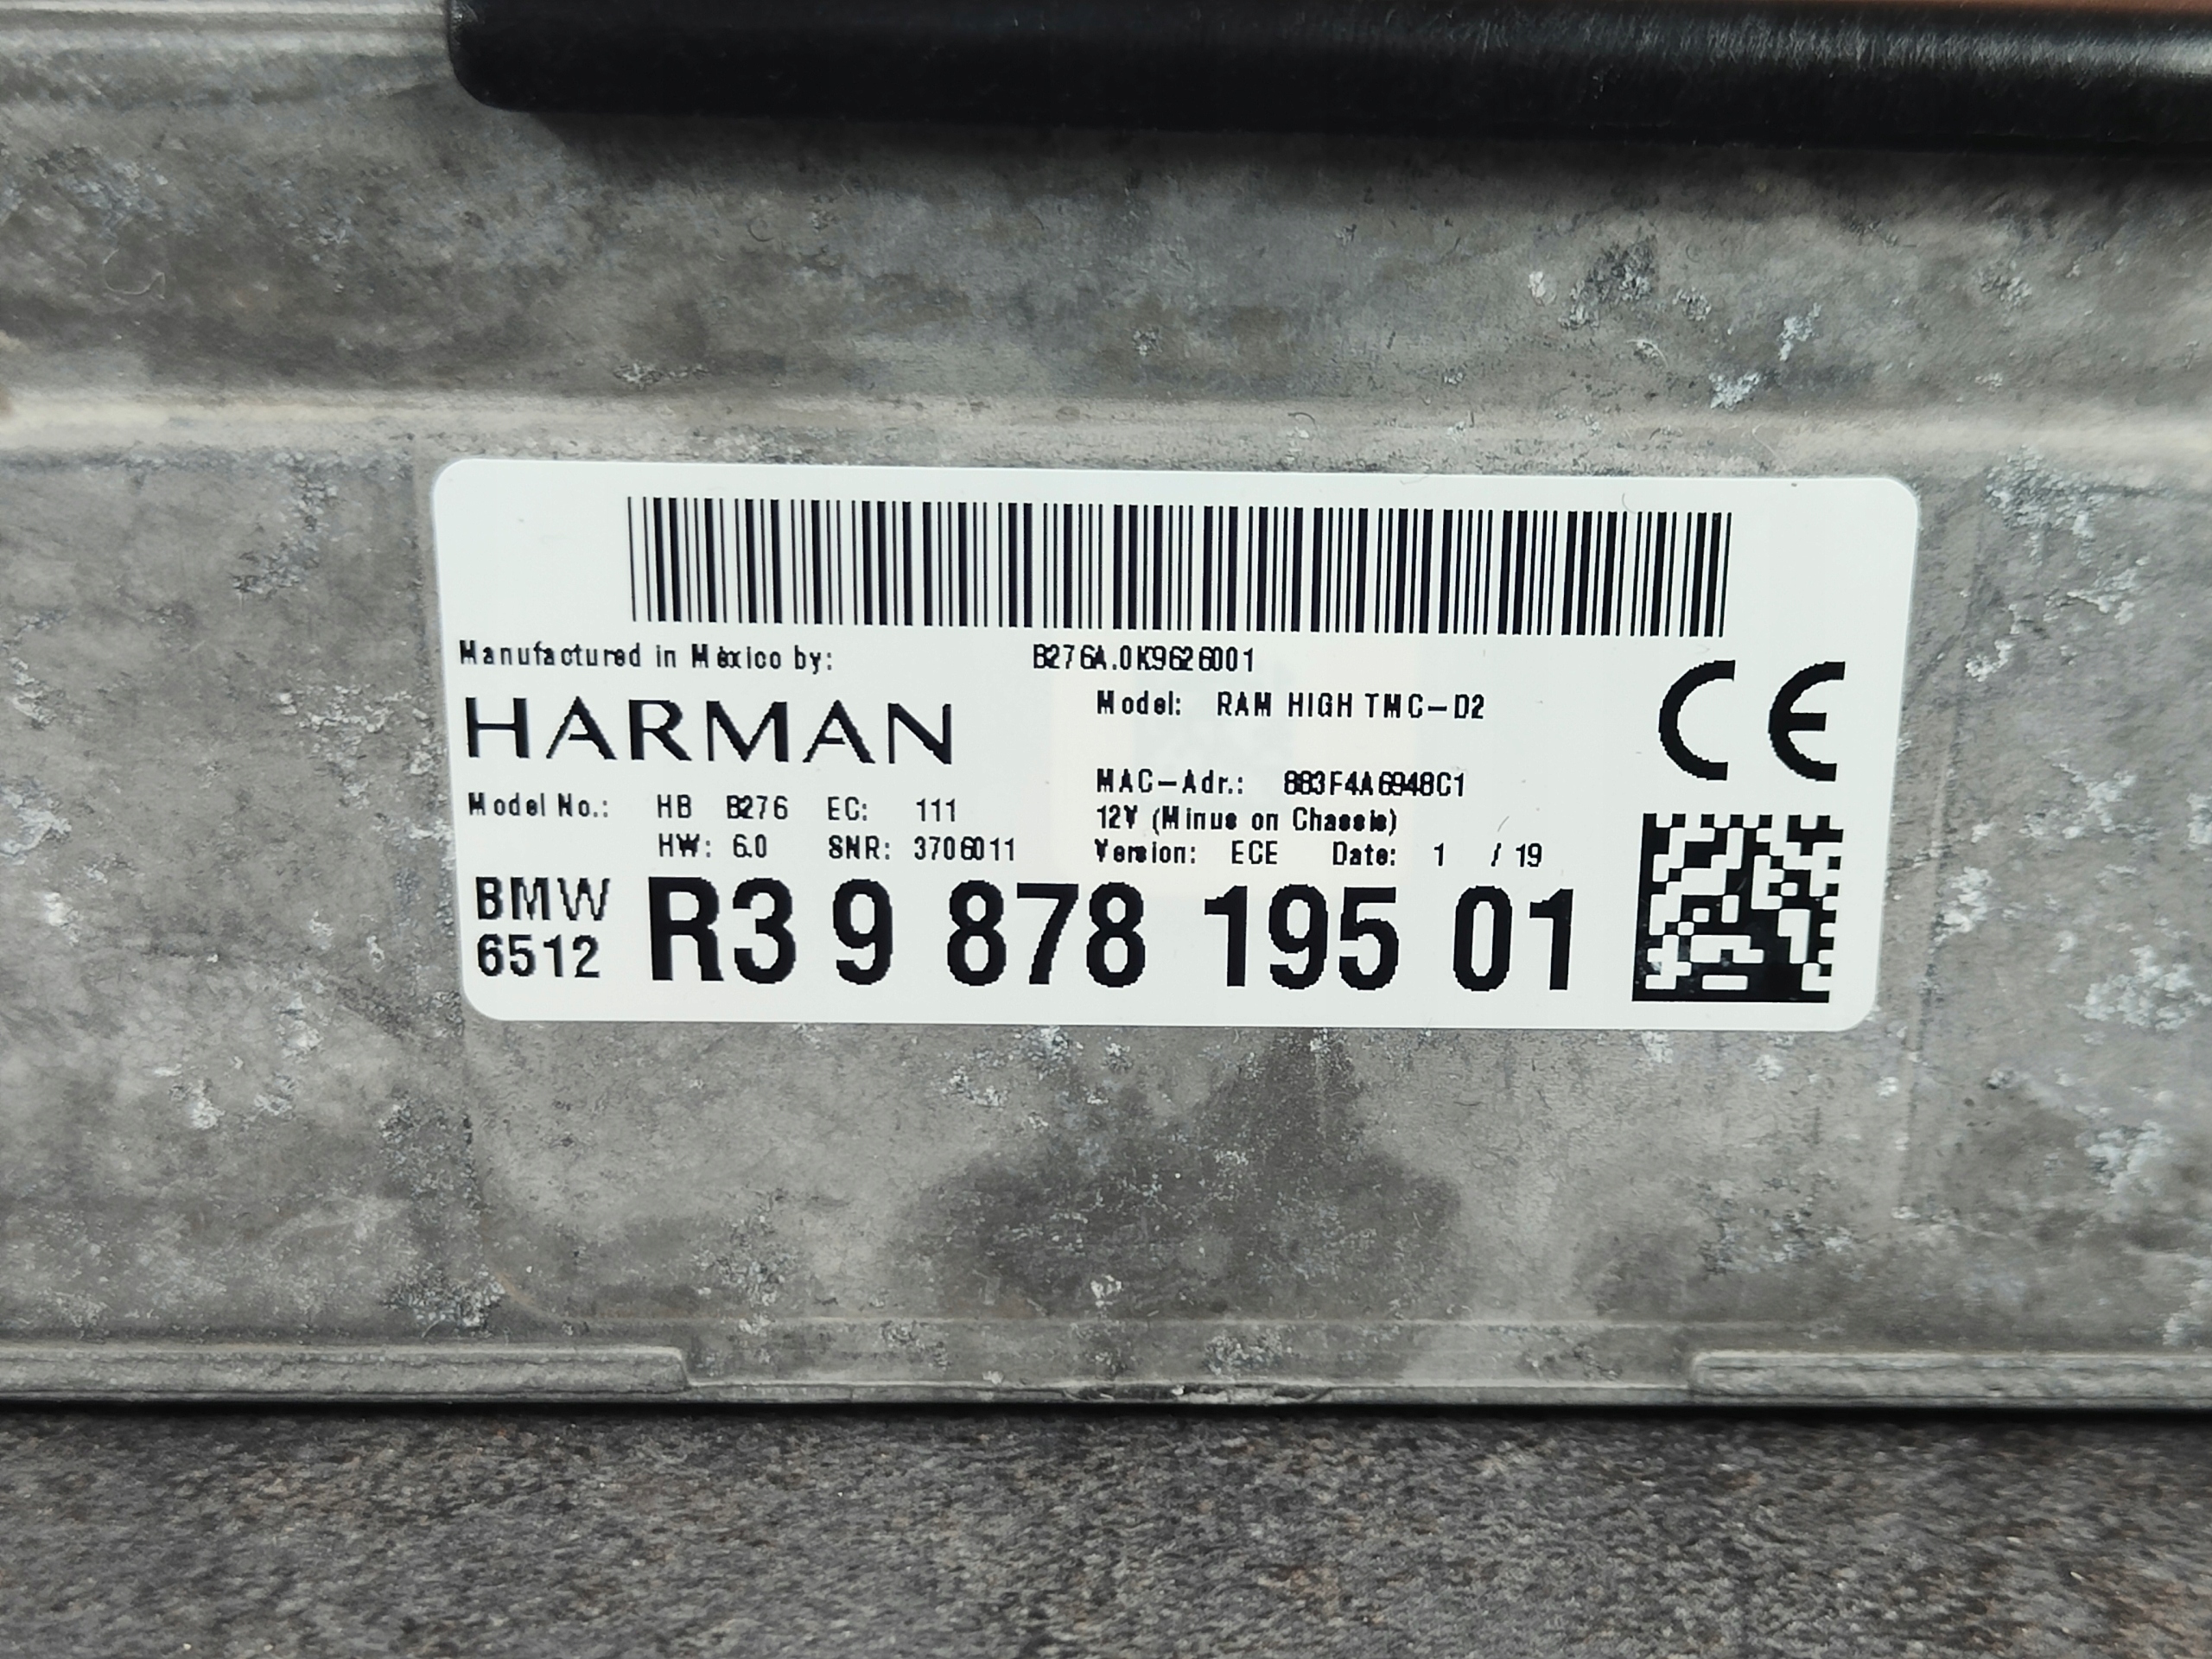 Manufactured in México by: B276A.0K9626001
HARMAN
Model: RAM HIGH TMC-D2
MAC-Adr.: 883F4A6948C1
Model No.: HB B276 EC: 111
12V (Minus on Chassis)
HW: 6.0 SNR: 3706011
Version: ECE Date: 1 / 19
CE
BMW
6512
R3 9 878 195 01